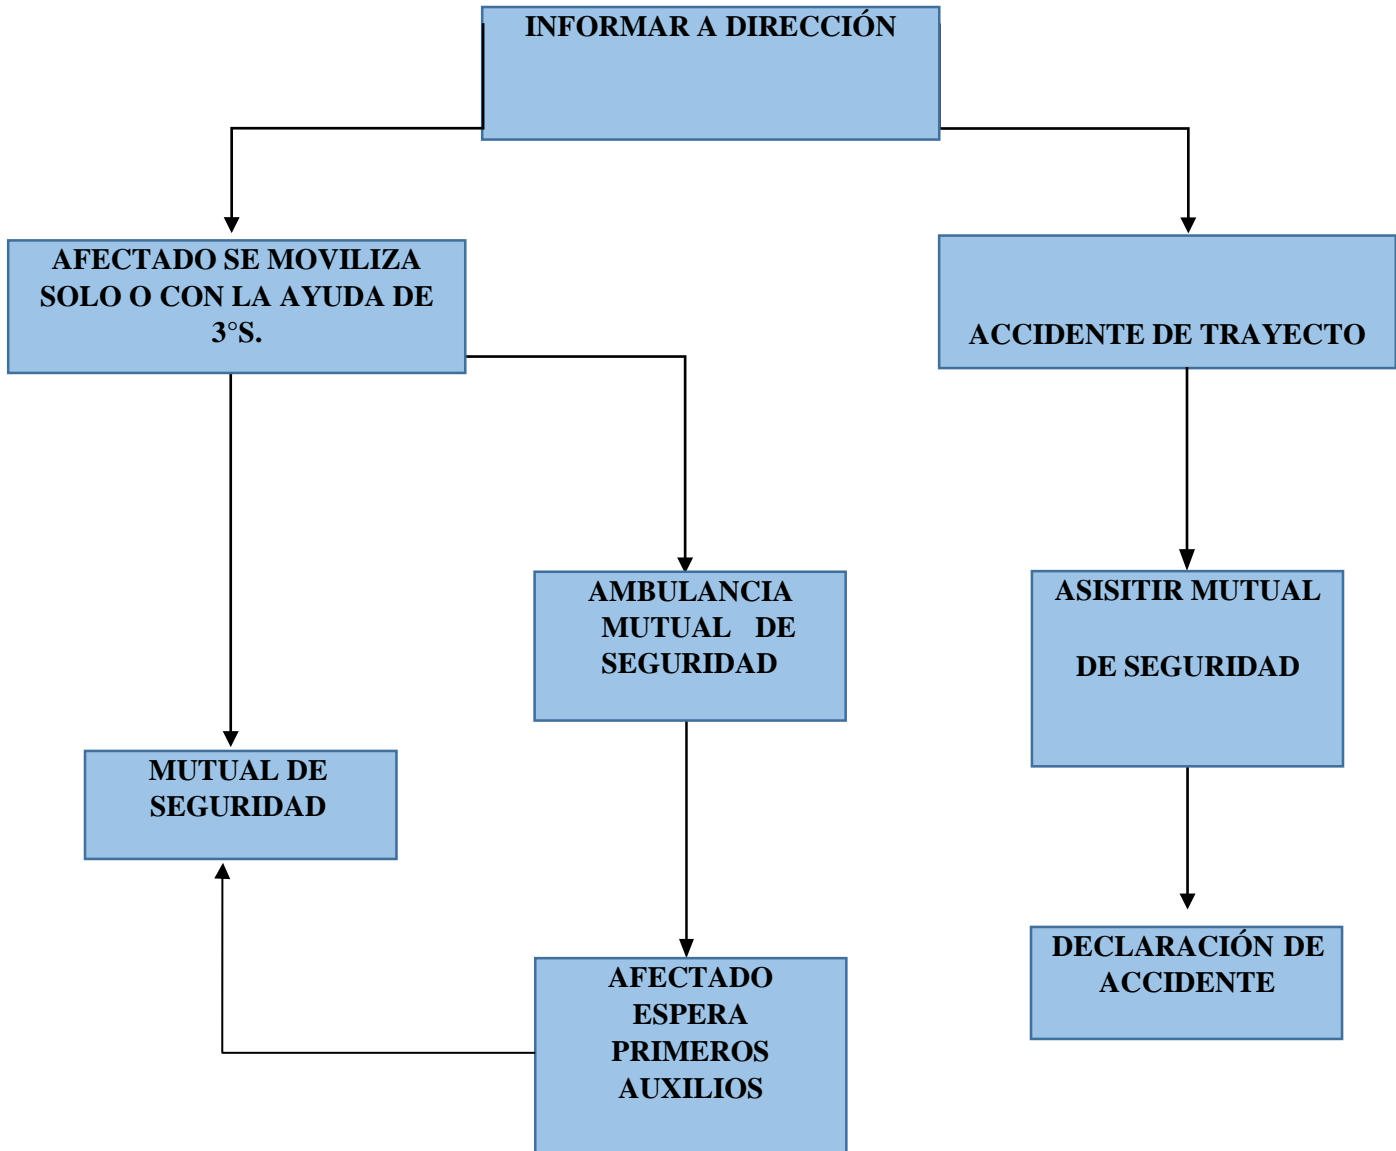 INFORMAR A DIRECCIÓN
AFECTADO SE MOVILIZA
SOLO O CON LA AYUDA DE
3°S.
ACCIDENTE DE TRAYECTO
AMBULANCIA
MUTUAL DE
SEGURIDAD
ASISITIR MUTUAL
DE SEGURIDAD
MUTUAL DE
SEGURIDAD
AFECTADO
ESPERA
PRIMEROS
AUXILIOS
DECLARACIÓN DE
ACCIDENTE